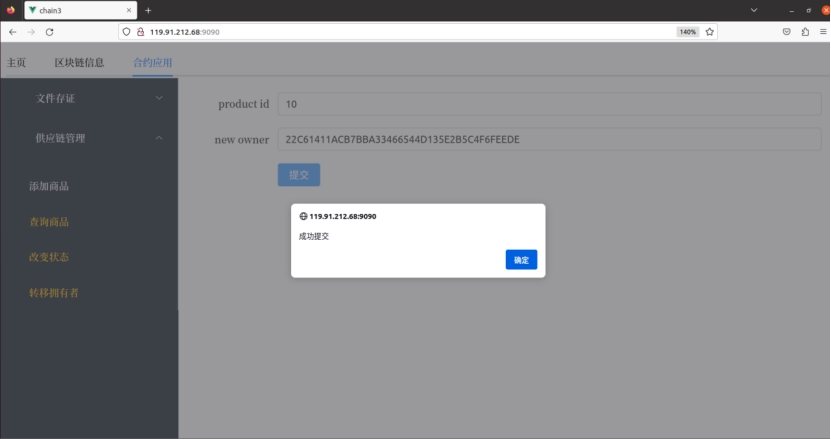 chain3
119.91.212.68:9090
140%
主页 区块链信息 合约应用
文件存证
供应链管理
添加商品
查询商品
改变状态
转移拥有者
product id 10
new owner 22C61411ACB7BBA33466544D135E2B5C4F6FEEDE
提交
119.91.212.68:9090
成功提交
确定